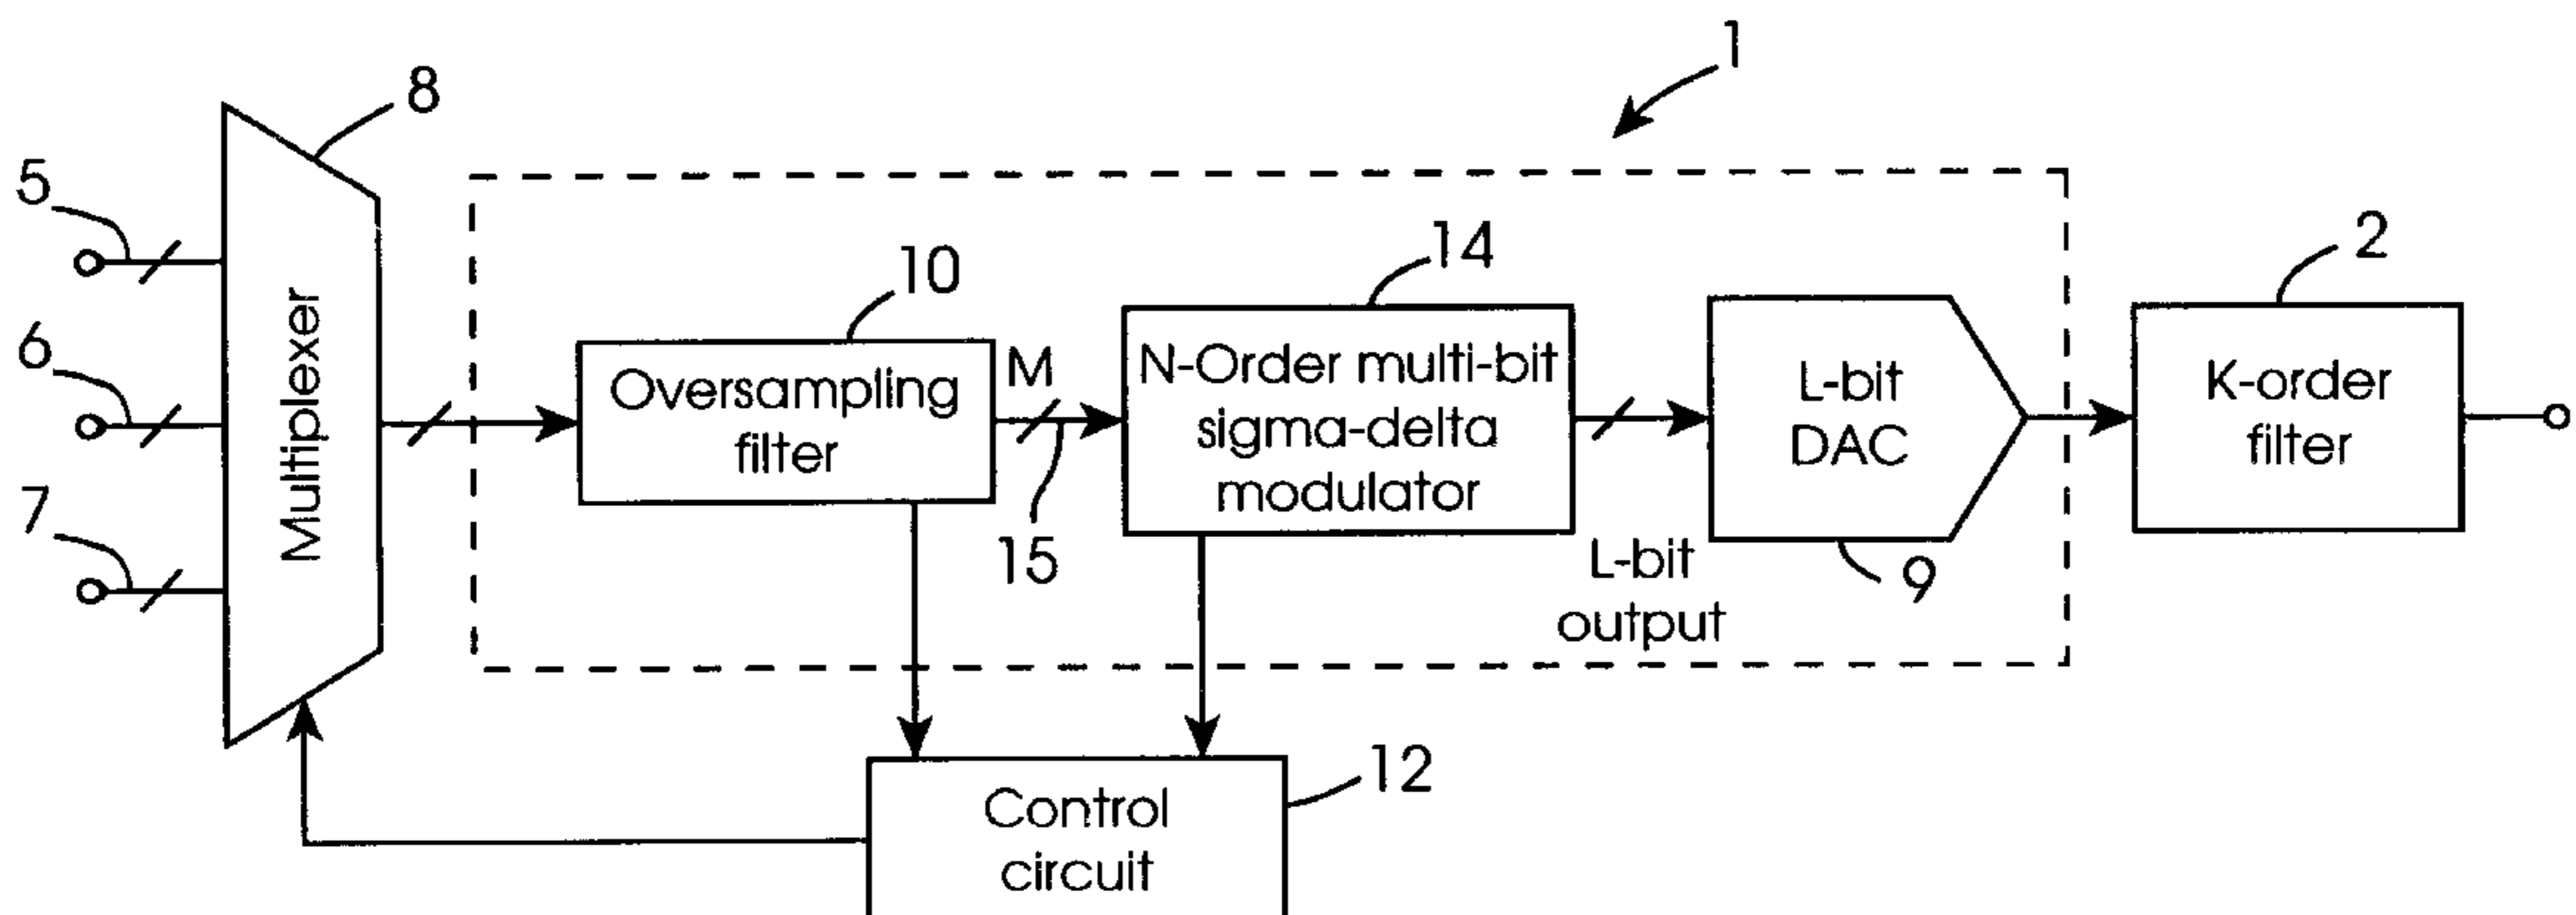 1
8
5
6
7
Multiplexer
10
Oversampling
filter
M
15
14
N-Order multi-bit
sigma-delta
modulator
L-bit
output
L-bit
DAC
9
2
K-order
filter
12
Control
circuit